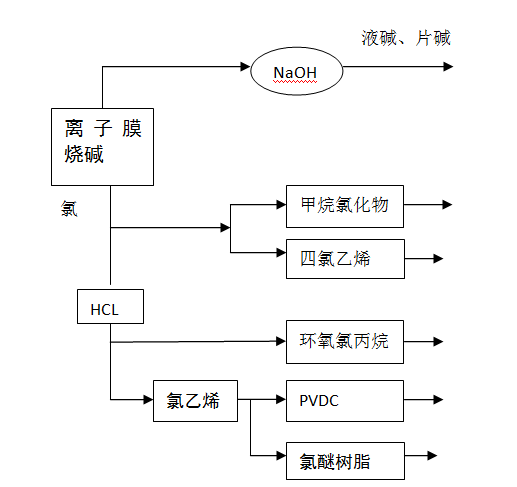 液碱、片碱
NaOH
离子膜
烧碱
氯
甲烷氯化物
四氯乙烯
HCL
环氧氯丙烷
氯乙烯
PVDC
氯醚树脂